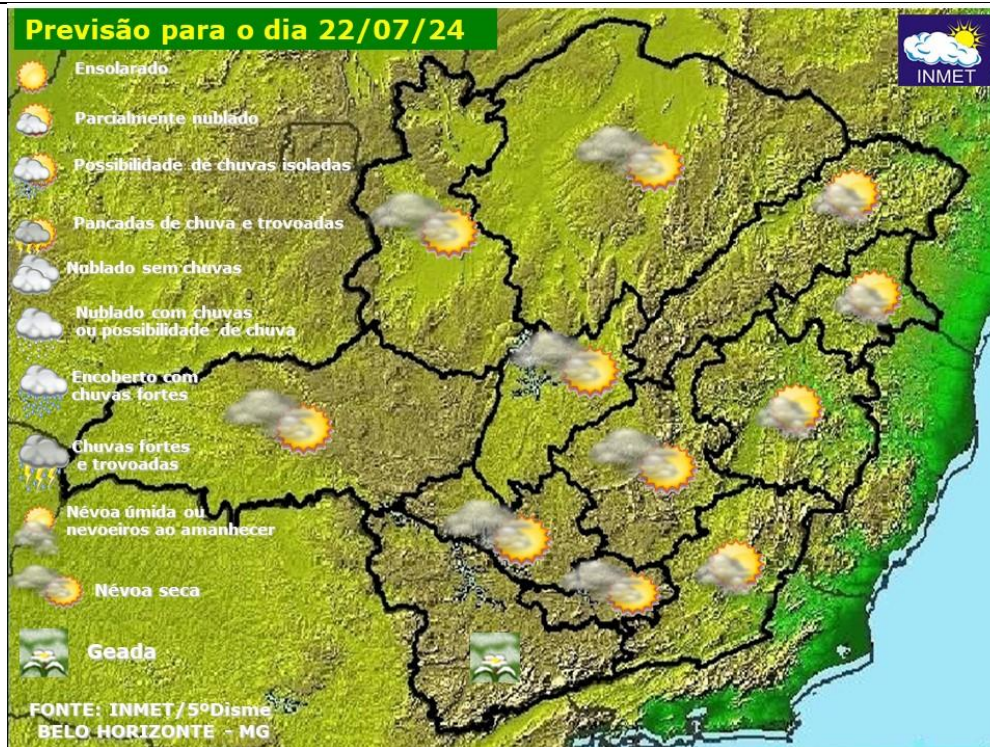 Previsão para o dia 22/07/24
INMET
Ensolarado
Parcialmente nublado
Possibilidade de chuvas isoladas
Pancadas de chuva e trovoadas
Nublado sem chuvas
Nublado com chuvas
ou possibilidade de chuva
Encoberto com
chuvas fortes
Chuvas fortes
e trovoadas
Névoa úmida ou
nevoeiros ao amanhecer
Névoa seca
Geada
FONTE: INMET/5ºDisme
BELO HORIZONTE - MG